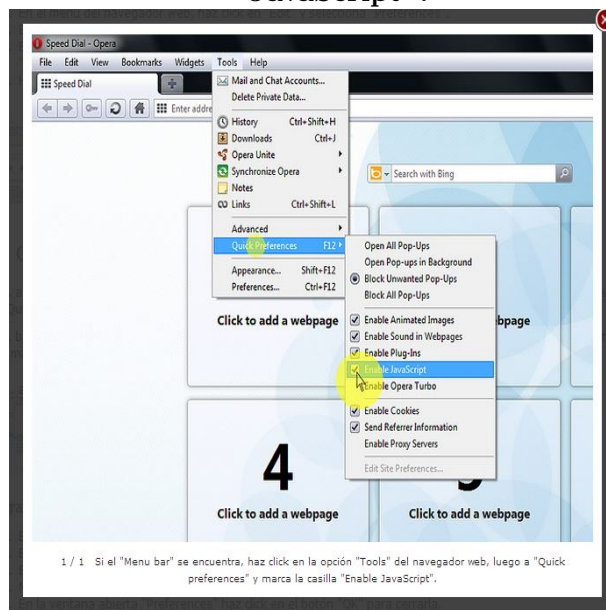 JavaScript".
Speed Dial - Opera
File Edit View Bookmarks Widgets Tools Help
Speed Dial
Enter addre
Mail and Chat Accounts...
Delete Private Data...
History Ctrl+Shift+H
Downloads Ctrl+J
Opera Unite
Synchronize Opera
Notes
Links Ctrl+Shift+L
Advanced
Quick Preferences F12
Appearance... Shift+F12
Preferences... Ctrl+F12
Search with Bing
Open All Pop-Ups
Open Pop-ups in Background
Block Unwanted Pop-Ups
Block All Pop-Ups
Enable Animated Images
Enable Sound in Webpages
Enable Plug-Ins
Enable JavaScript
Enable Opera Turbo
Enable Cookies
Send Referrer Information
Enable Proxy Servers
Edit Site Preferences...
Click to add a webpage
bpage
4
Click to add a webpage
Click to add a webpage
1 / 1 Si el "Menu bar" se encuentra, haz click en la opción "Tools" del navegador web, luego a "Quick
preferences" y marca la casilla "Enable JavaScript".